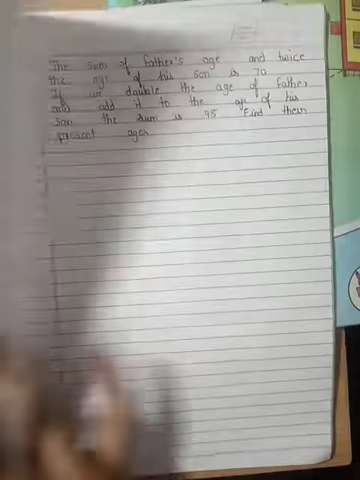 The sum of father's age and twice
the age of his son is 70
If we double the age of father
and add it to the age of his
son the sum is 95 Find their
present ages